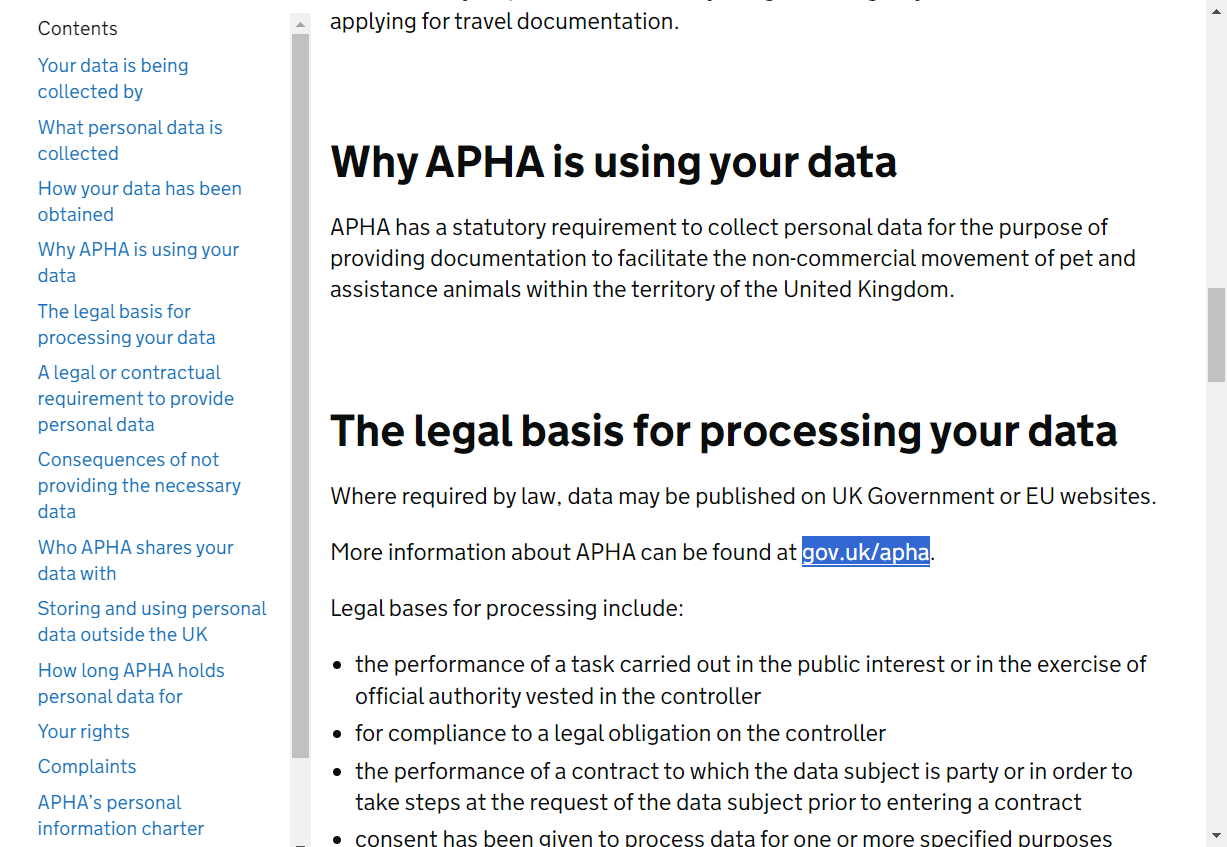 Contents
Your data is being
collected by
What personal data is
collected
How your data has been
obtained
Why APHA is using your
data
The legal basis for
processing your data
A legal or contractual
requirement to provide
personal data
Consequences of not
providing the necessary
data
Who APHA shares your
data with
Storing and using personal
data outside the UK
How long APHA holds
personal data for
Your rights
Complaints
APHA’s personal
information charter
applying for travel documentation.
Why APHA is using your data
APHA has a statutory requirement to collect personal data for the purpose of
providing documentation to facilitate the non-commercial movement of pet and
assistance animals within the territory of the United Kingdom.
The legal basis for processing your data
Where required by law, data may be published on UK Government or EU websites.
More information about APHA can be found at gov.uk/apha.
Legal bases for processing include:
• the performance of a task carried out in the public interest or in the exercise of
official authority vested in the controller
• for compliance to a legal obligation on the controller
• the performance of a contract to which the data subject is party or in order to
take steps at the request of the data subject prior to entering a contract
• consent has been given to process data for one or more specified purposes